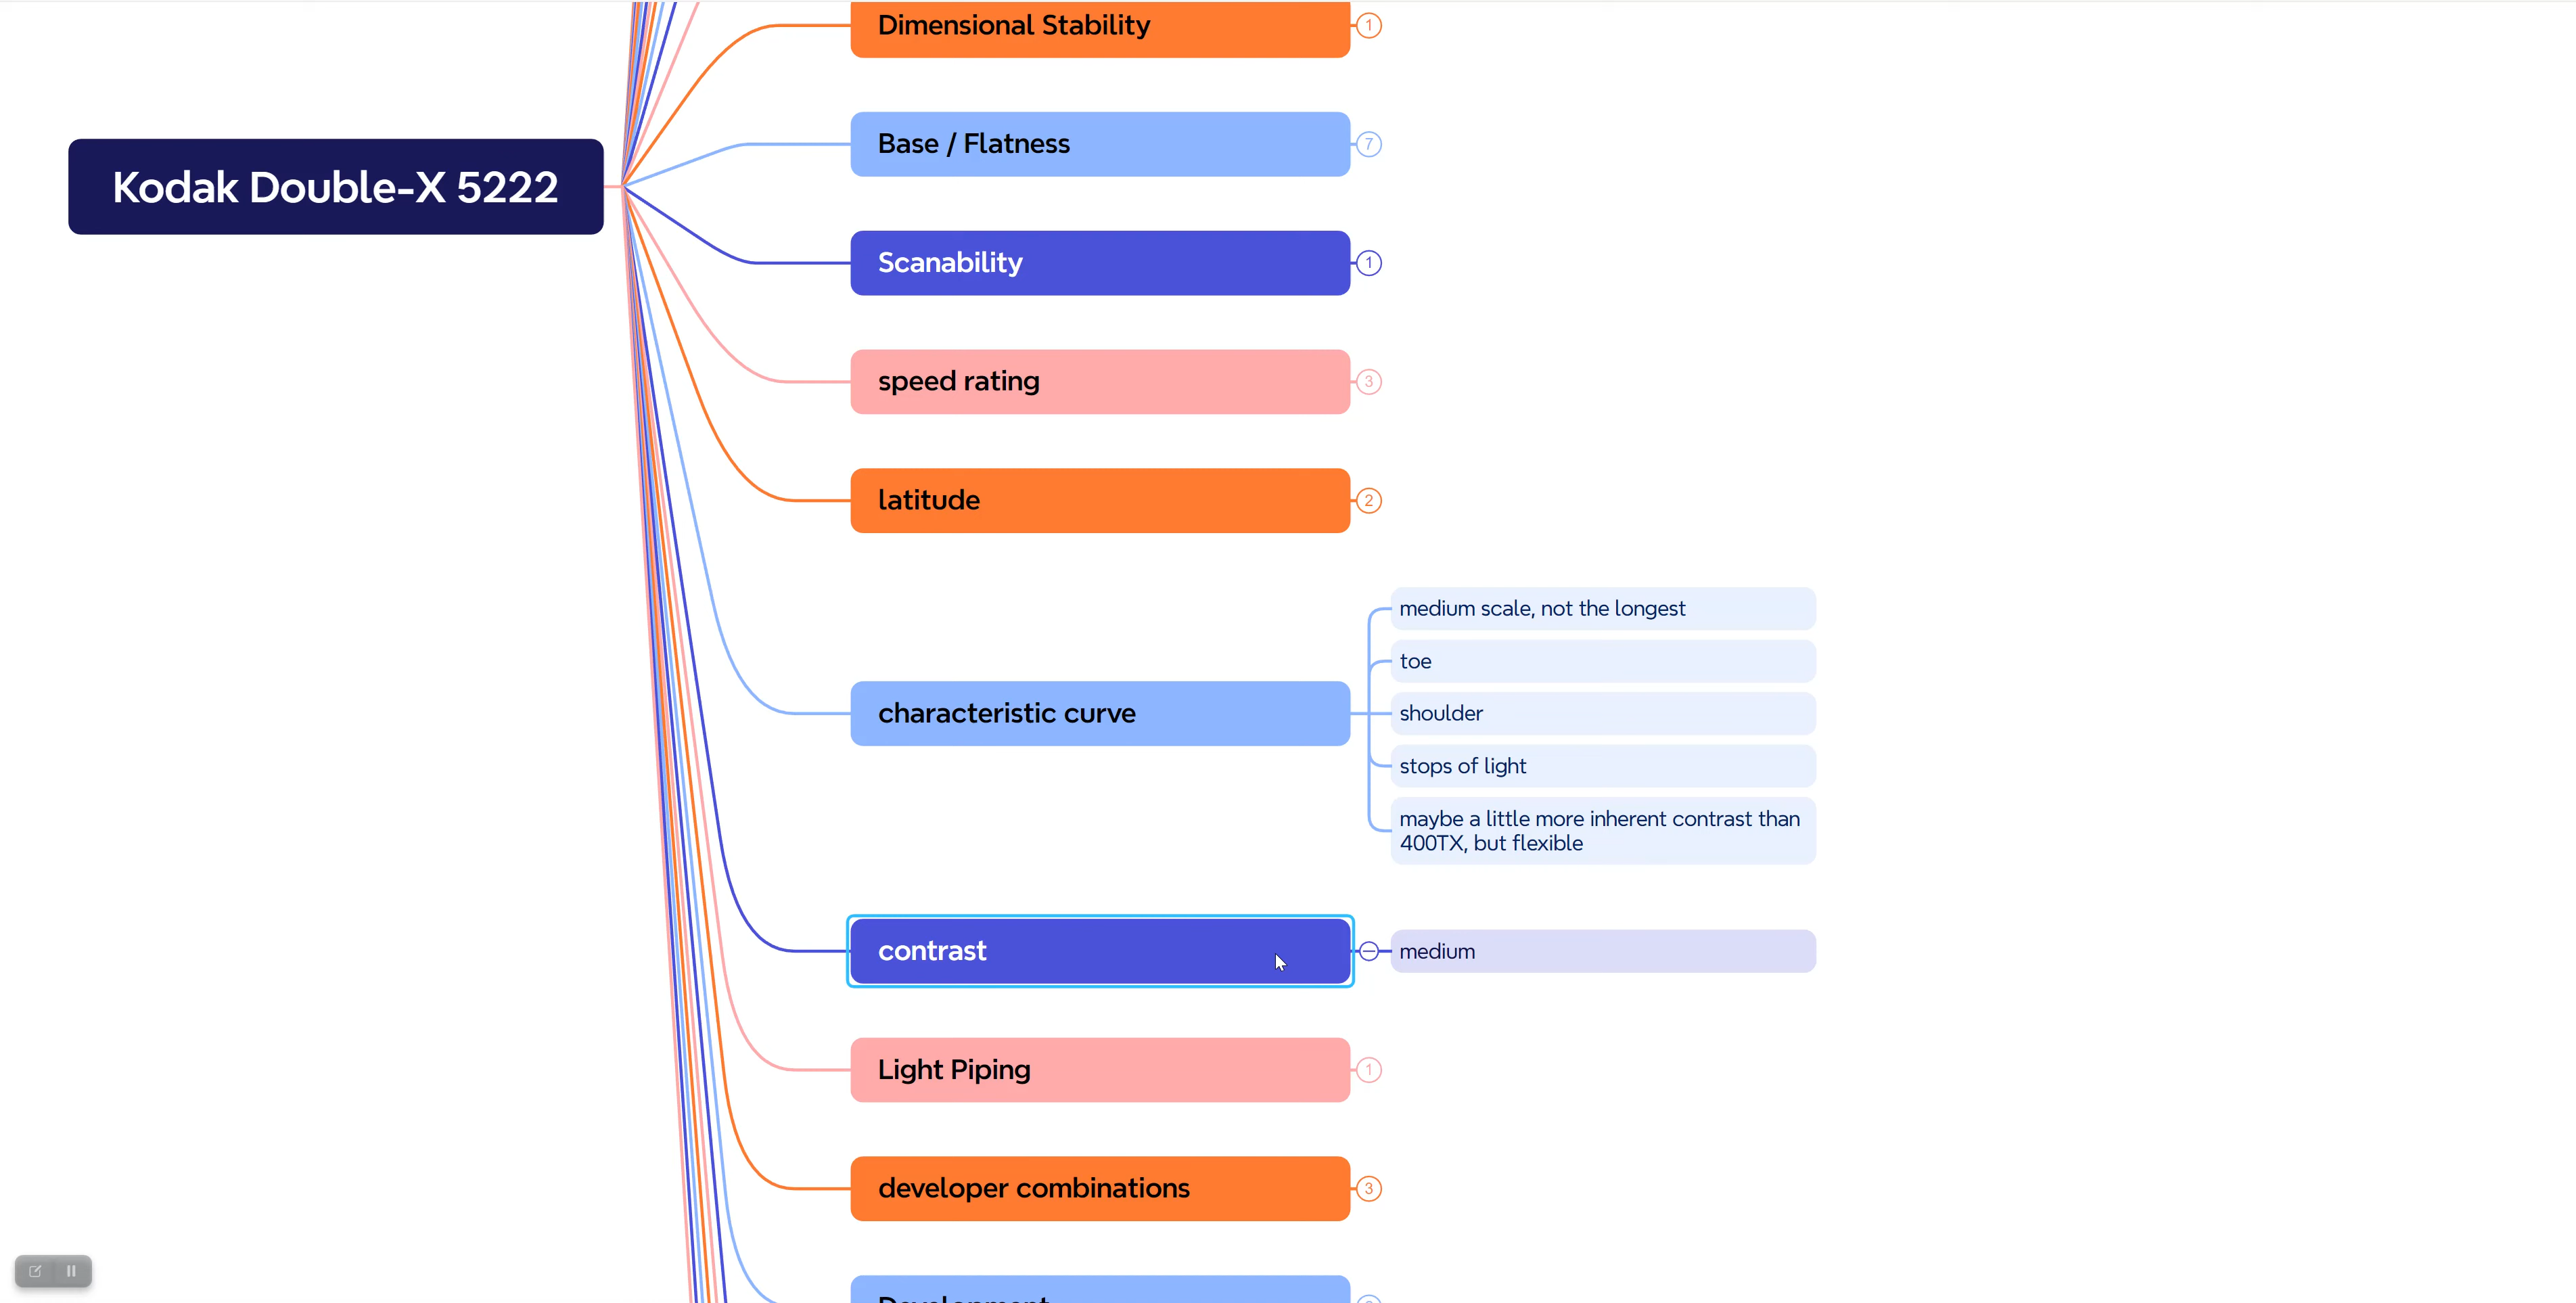 Dimensional Stability
1
Kodak Double-X 5222
Base / Flatness
7
Scanability
1
speed rating
3
latitude
2
characteristic curve
medium scale, not the longest
toe
shoulder
stops of light
maybe a little more inherent contrast than
400TX, but flexible
contrast
medium
Light Piping
1
developer combinations
3
Development